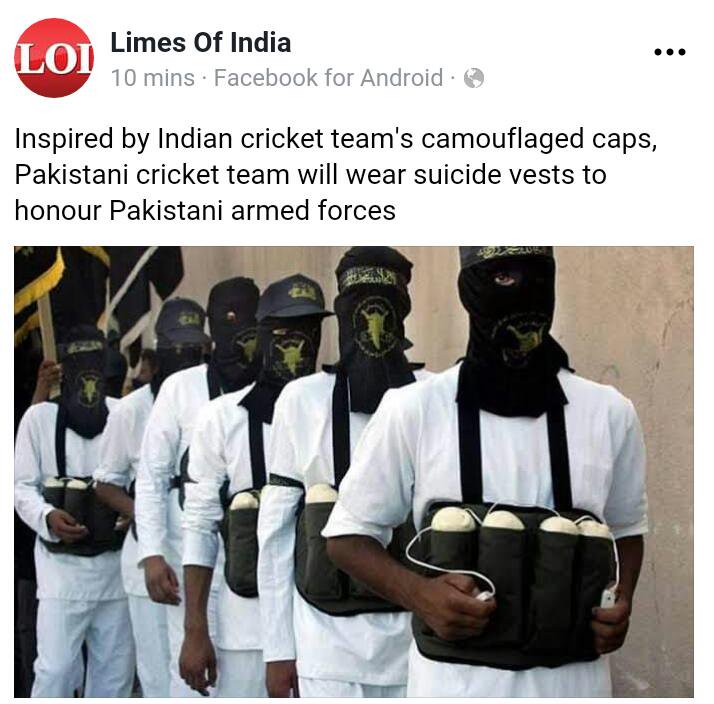 LOI
Limes Of India
10 mins · Facebook for Android ·
Inspired by Indian cricket team's camouflaged caps,
Pakistani cricket team will wear suicide vests to
honour Pakistani armed forces